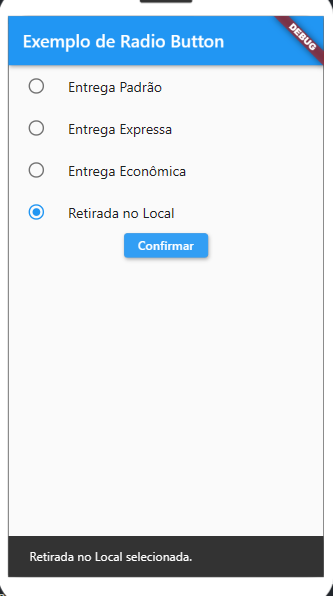 Exemplo de Radio Button
DEBUG
Entrega Padrão
Entrega Expressa
Entrega Econômica
Retirada no Local
Confirmar
Retirada no Local selecionada.